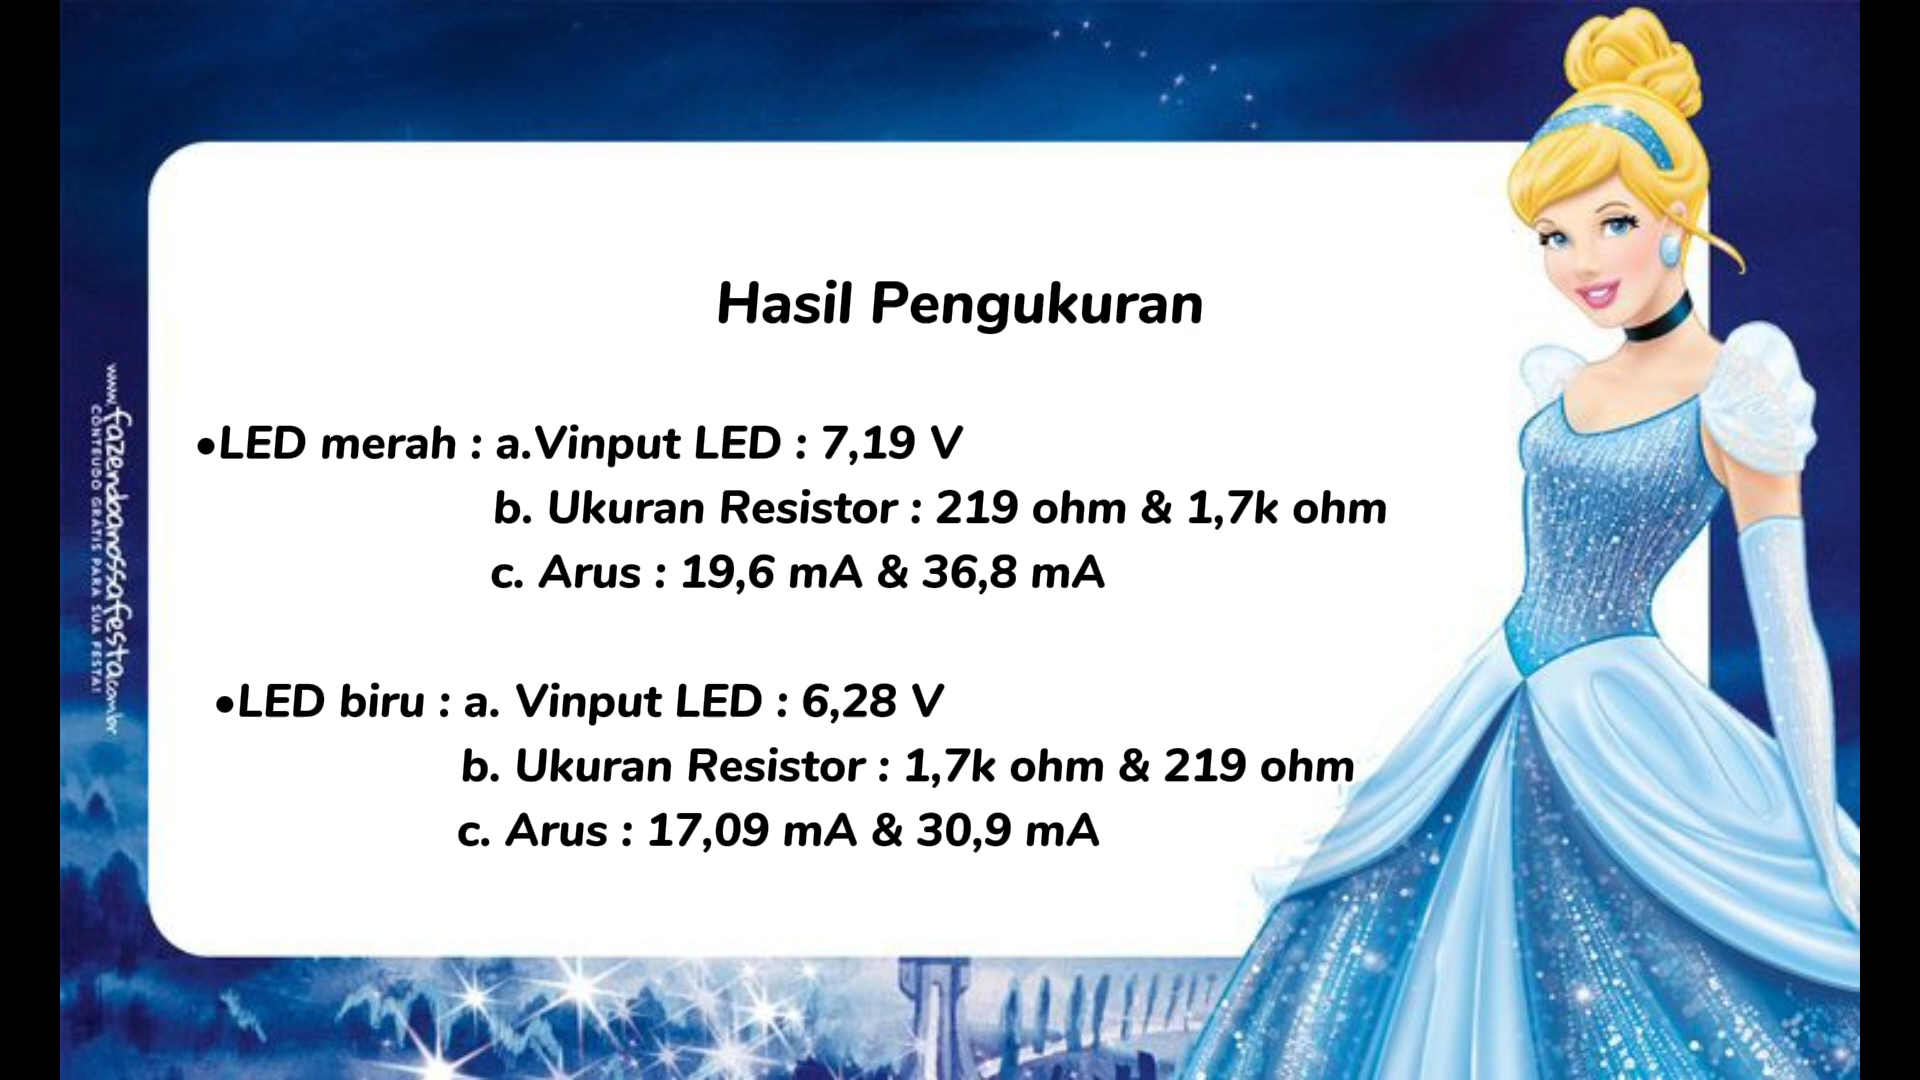 Hasil Pengukuran
•LED merah : a.Vinput LED : 7,19 V
b. Ukuran Resistor : 219 ohm & 1,7k ohm
c. Arus : 19,6 mA & 36,8 mA
•LED biru : a. Vinput LED : 6,28 V
b. Ukuran Resistor : 1,7k ohm & 219 ohm
c. Arus : 17,09 mA & 30,9 mA
www.fazendoanossafesta.com.br
CONTEÚDO GRÁTIS PARA SUA FESTA!